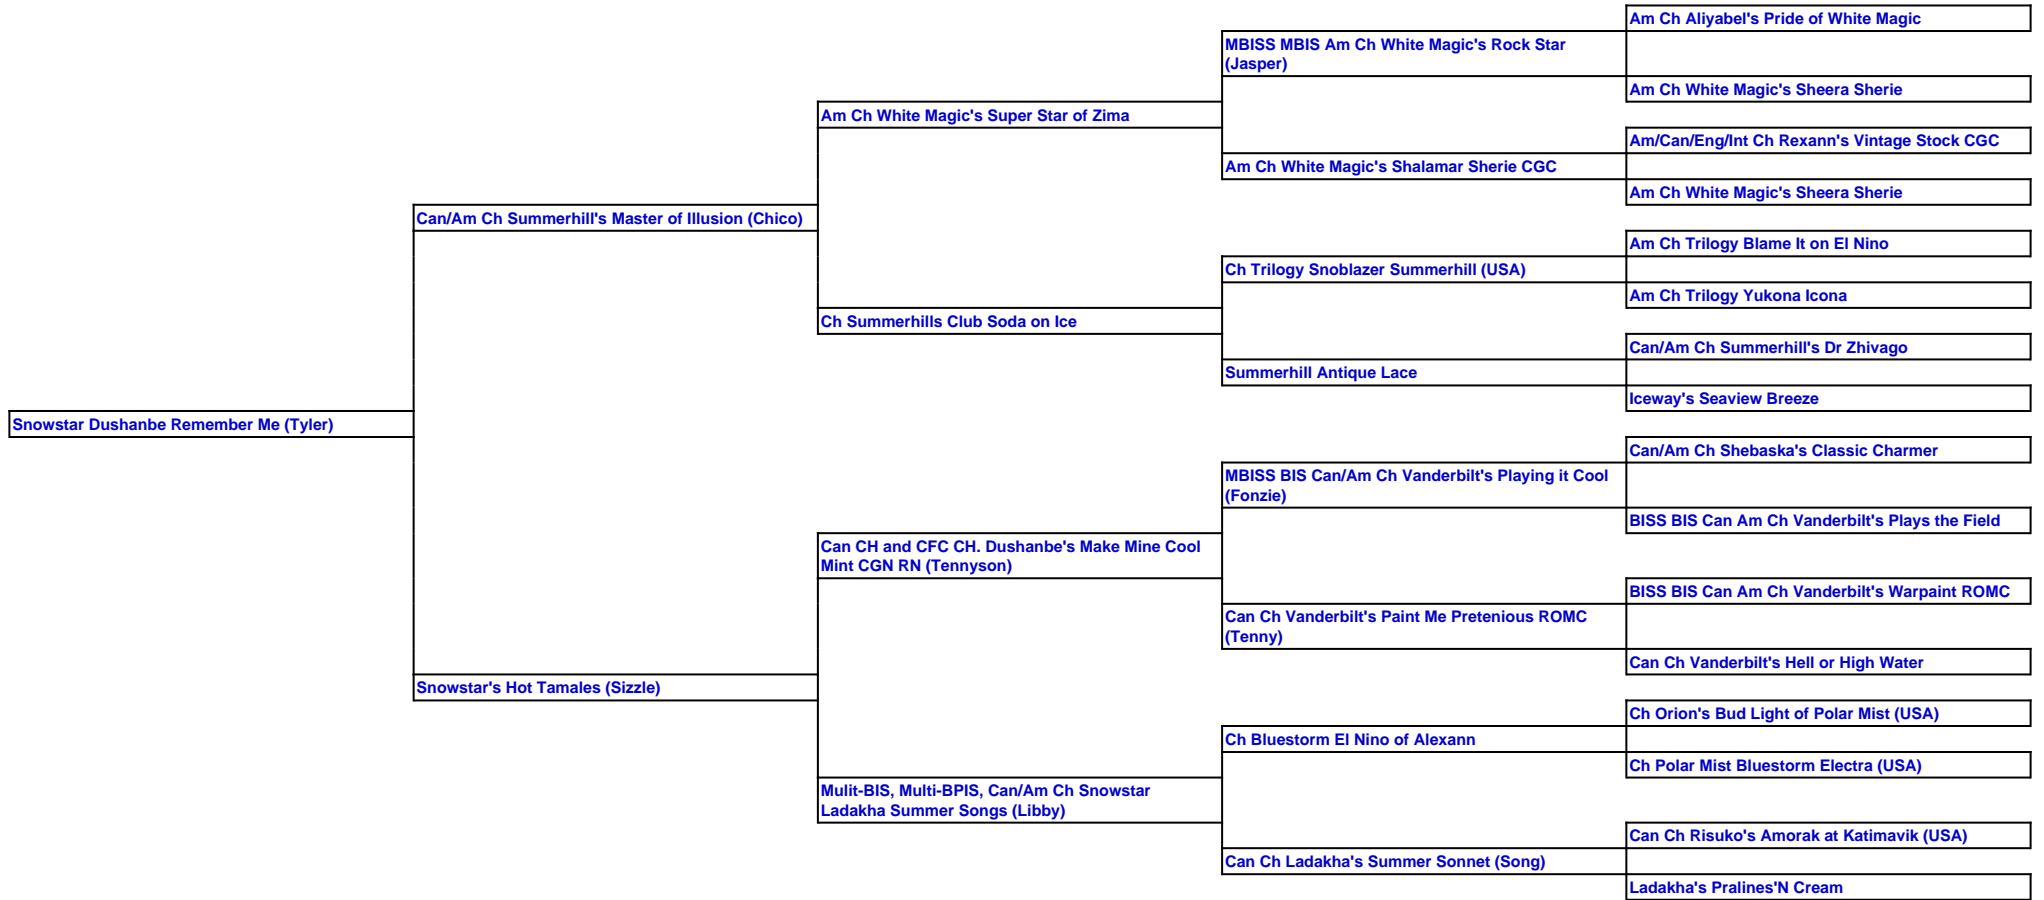 Am Ch Aliyabel's Pride of White Magic
MBISS MBIS Am Ch White Magic's Rock Star
(Jasper)
Am Ch White Magic's Sheera Sherie
Am Ch White Magic's Super Star of Zima
Am/Can/Eng/Int Ch Rexann's Vintage Stock CGC
Am Ch White Magic's Shalamar Sherie CGC
Am Ch White Magic's Sheera Sherie
Can/Am Ch Summerhill's Master of Illusion (Chico)
Am Ch Trilogy Blame It on El Nino
Ch Trilogy Snoblazer Summerhill (USA)
Am Ch Trilogy Yukona Icona
Ch Summerhills Club Soda on Ice
Can/Am Ch Summerhill's Dr Zhivago
Summerhill Antique Lace
Iceway's Seaview Breeze
Snowstar Dushanbe Remember Me (Tyler)
Can/Am Ch Shebaska's Classic Charmer
MBISS BIS Can/Am Ch Vanderbilt's Playing it Cool
(Fonzie)
BISS BIS Can Am Ch Vanderbilt's Plays the Field
Can CH and CFC CH. Dushanbe's Make Mine Cool
Mint CGN RN (Tennyson)
BISS BIS Can Am Ch Vanderbilt's Warpaint ROMC
Can Ch Vanderbilt's Paint Me Pretenious ROMC
(Tenny)
Can Ch Vanderbilt's Hell or High Water
Snowstar's Hot Tamales (Sizzle)
Ch Orion's Bud Light of Polar Mist (USA)
Ch Bluestorm El Nino of Alexann
Ch Polar Mist Bluestorm Electra (USA)
Mulit-BIS, Multi-BPIS, Can/Am Ch Snowstar
Ladakha Summer Songs (Libby)
Can Ch Risuko's Amorak at Katimavik (USA)
Can Ch Ladakha's Summer Sonnet (Song)
Ladakha's Pralines'N Cream